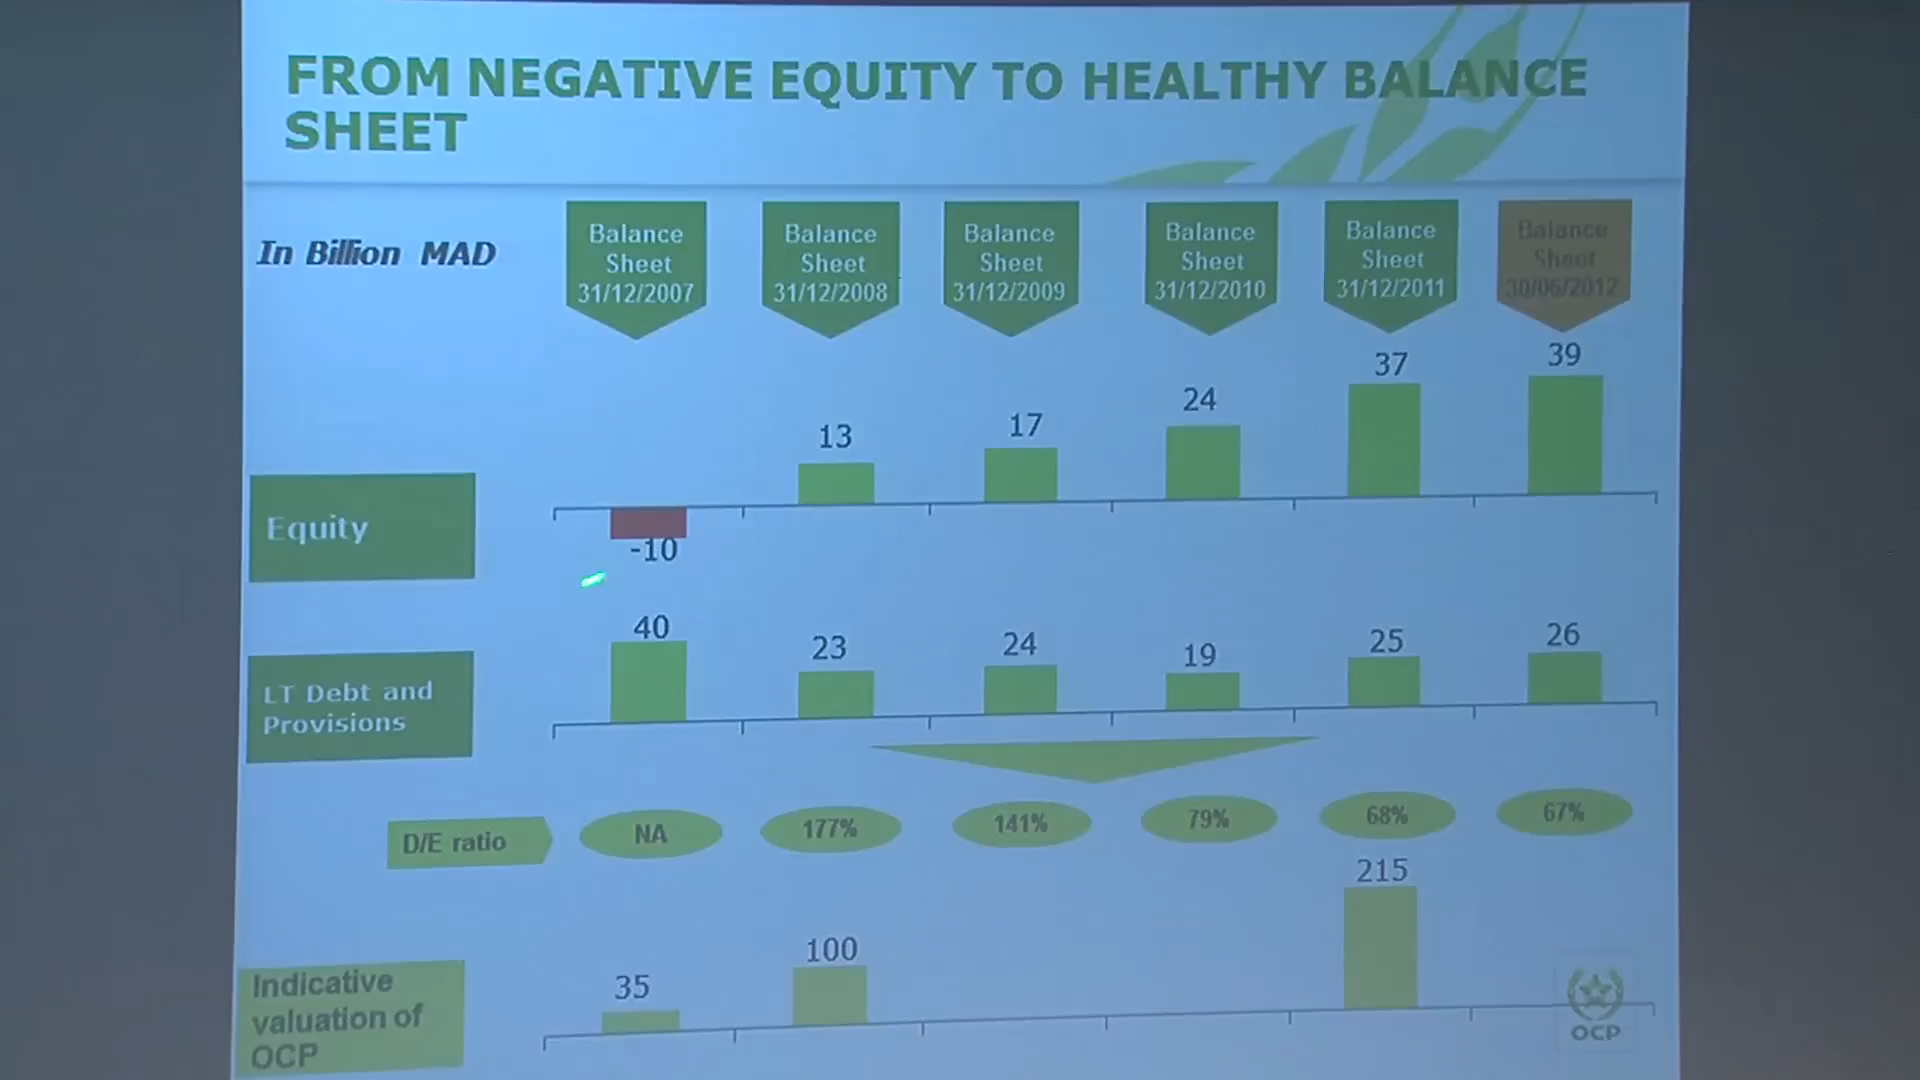 FROM NEGATIVE EQUITY TO HEALTHY BALANCE
SHEET
In Billion MAD
Balance
Sheet
31/12/2007
Balance
Sheet
31/12/2008
Balance
Sheet
31/12/2009
Balance
Sheet
31/12/2010
Balance
Sheet
31/12/2011
Balance
Sheet
30/06/2012
Equity
-10
13
17
24
37
39
LT Debt and
Provisions
40
23
24
19
25
26
D/E ratio
NA
177%
141%
79%
68%
67%
Indicative
valuation of
OCP
35
100
215
OCP